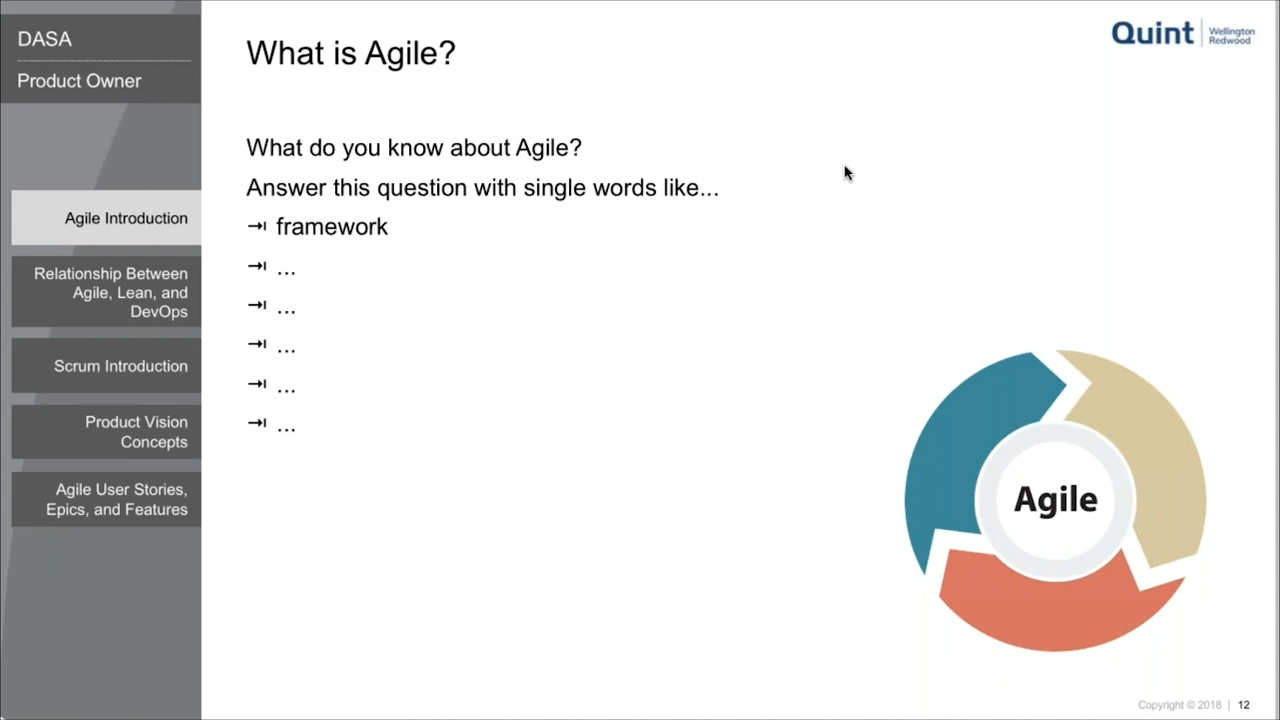 DASA
Product Owner
Agile Introduction
Relationship Between
Agile, Lean, and
DevOps
Scrum Introduction
Product Vision
Concepts
Agile User Stories,
Epics, and Features
Quint
Wellington
Redwood
What is Agile?
What do you know about Agile?
Answer this question with single words like...
⇥ framework
⇥ ...
⇥ ...
⇥ ...
⇥ ...
⇥ ...
Agile
Copyright © 2018 | 12